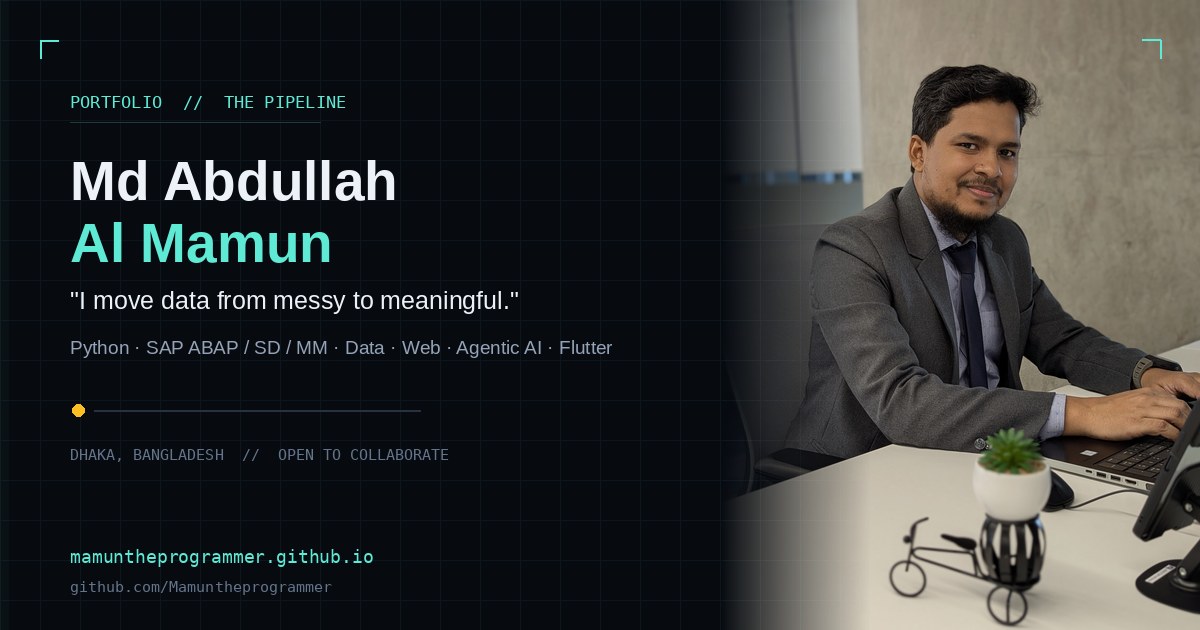 PORTFOLIO // THE PIPELINE
Md Abdullah
Al Mamun
"I move data from messy to meaningful."
Python · SAP ABAP / SD / MM · Data · Web · Agentic AI · Flutter
DHAKA, BANGLADESH // OPEN TO COLLABORATE
mamuntheprogrammer.github.io
github.com/Mamuntheprogrammer